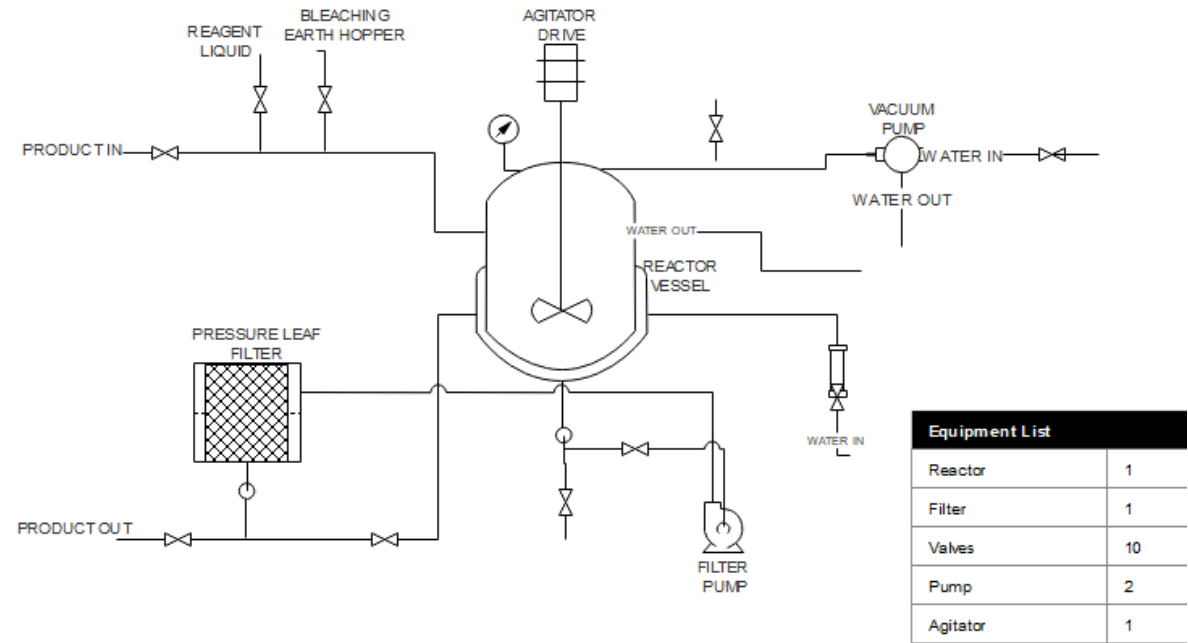 REAGENT
LIQUID
BLEACHING
EARTH HOPPER
AGITATOR
DRIVE
PRODUCT IN
VACUUM
PUMP
WATER IN
WATER OUT
WATER OUT
REACTOR
VESSEL
PRESSURE LEAF
FILTER
WATER IN
PRODUCT OUT
FILTER
PUMP
Equipment List
Reactor 1
Filter 1
Valves 10
Pump 2
Agitator 1